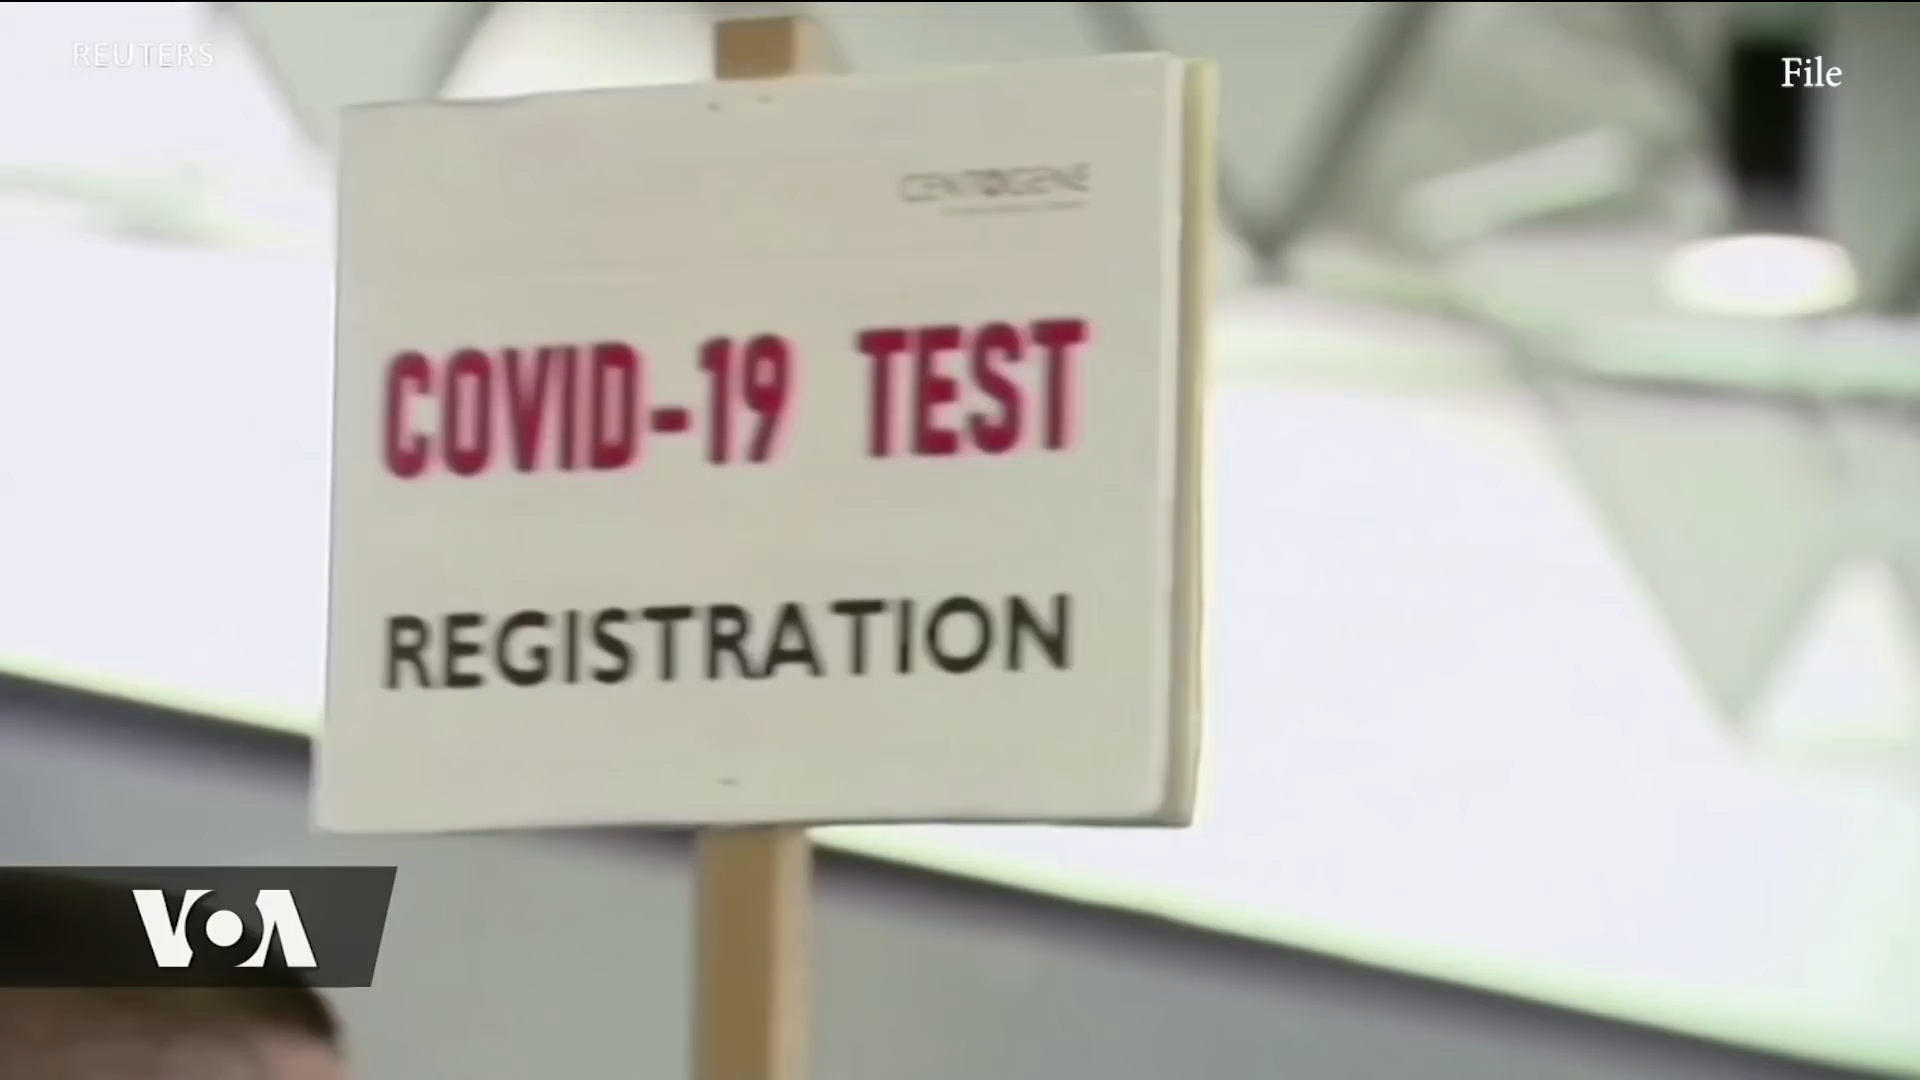 REUTERS
File
CENTOGENE
COVID-19 TEST
REGISTRATION
VOA